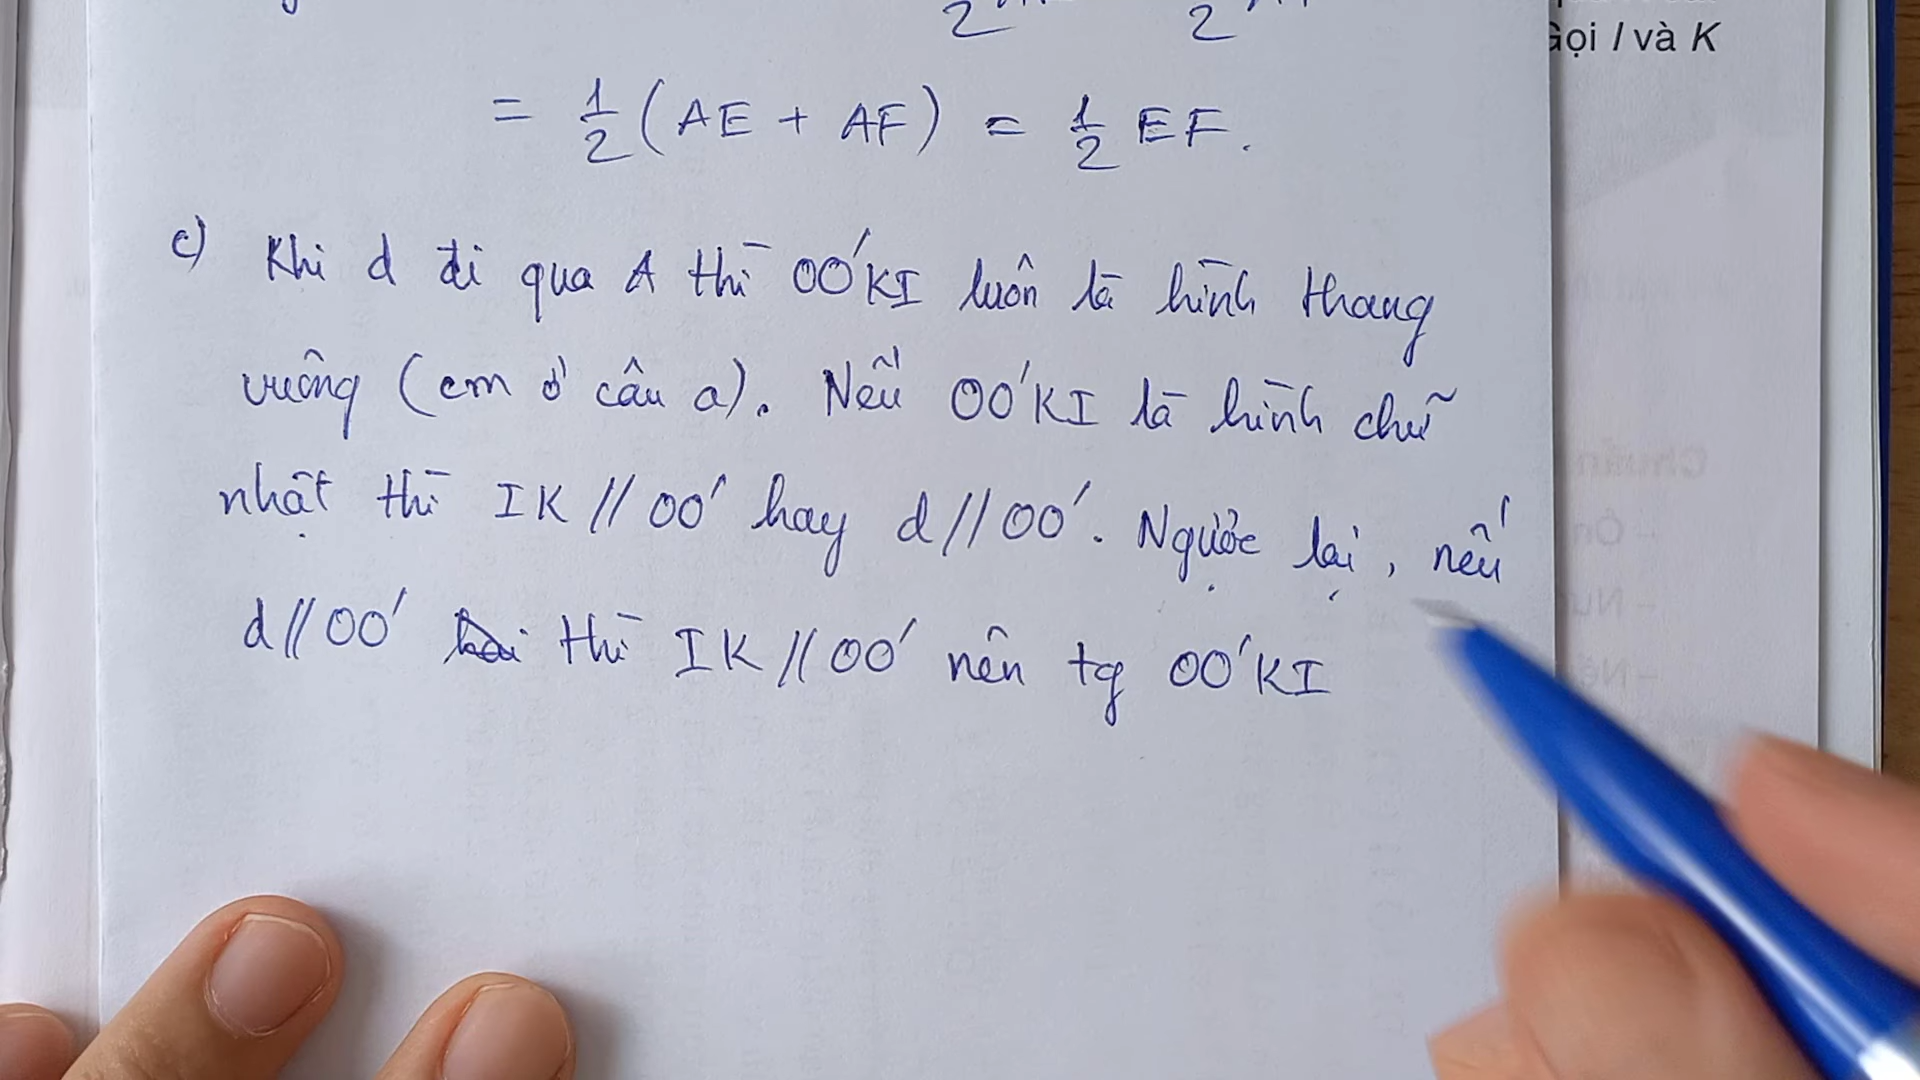 Gọi I và K
= 1/2 (AE + AF) = 1/2 EF.
c) Khi d đi qua A thì OO'KI luôn là hình thang
vuông (em ở câu a). Nếu OO'KI là hình chữ
nhật thì IK // OO' hay d // OO'. Ngược lại, nếu
d // OO' thì IK // OO' nên tg OO'KI